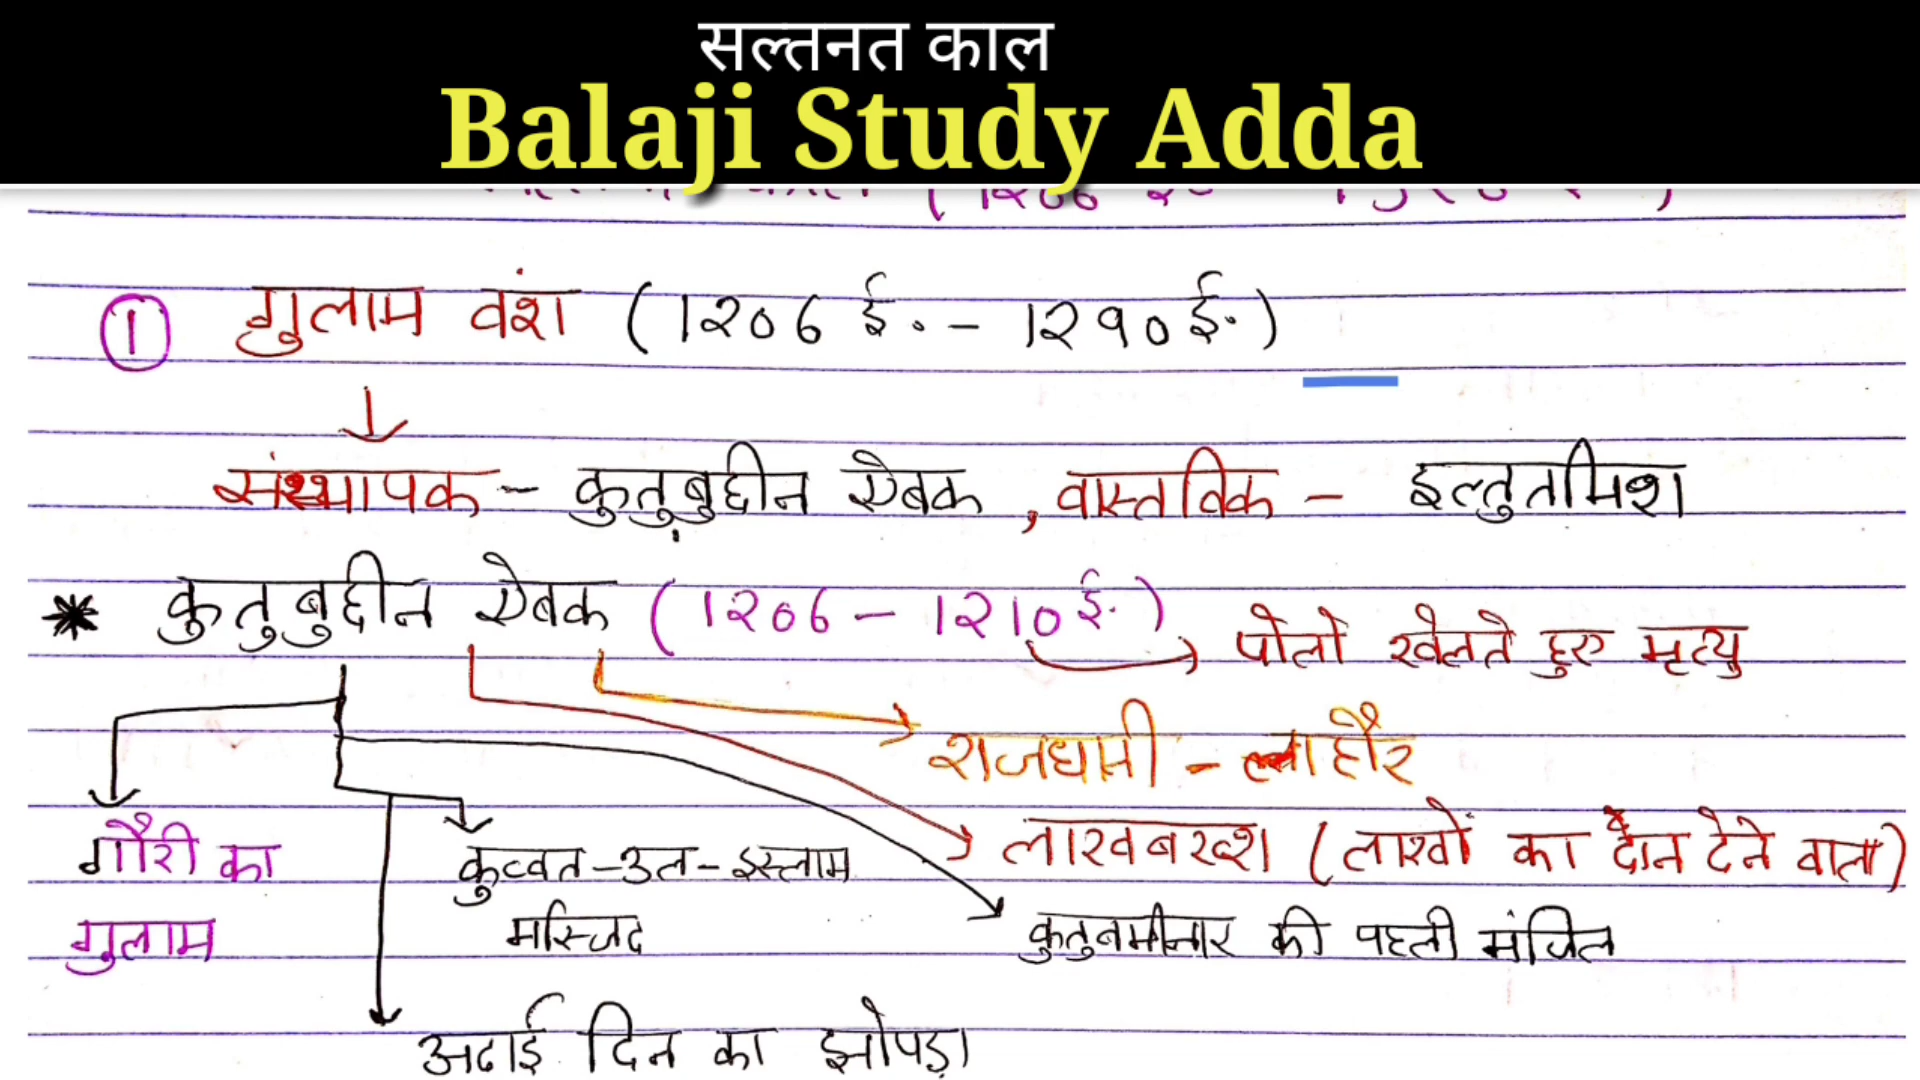 सल्तनत काल
Balaji Study Adda
① गुलाम वंश (1206 ई. - 1290 ई.)
संस्थापक - कुतुबुद्दीन ऐबक, वास्तविक - इल्तुतमिश
* कुतुबुद्दीन ऐबक (1206 - 1210 ई.)
पोलो खेलते हुए मृत्यु
राजधानी - लाहौर
लाखबख्श (लाखों का दान देने वाला)
गौरी का
गुलाम
कुव्वत-उल-इस्लाम
मस्जिद
कुतुबमीनार की पहली मंजिल
अढाई दिन का झोपड़ा